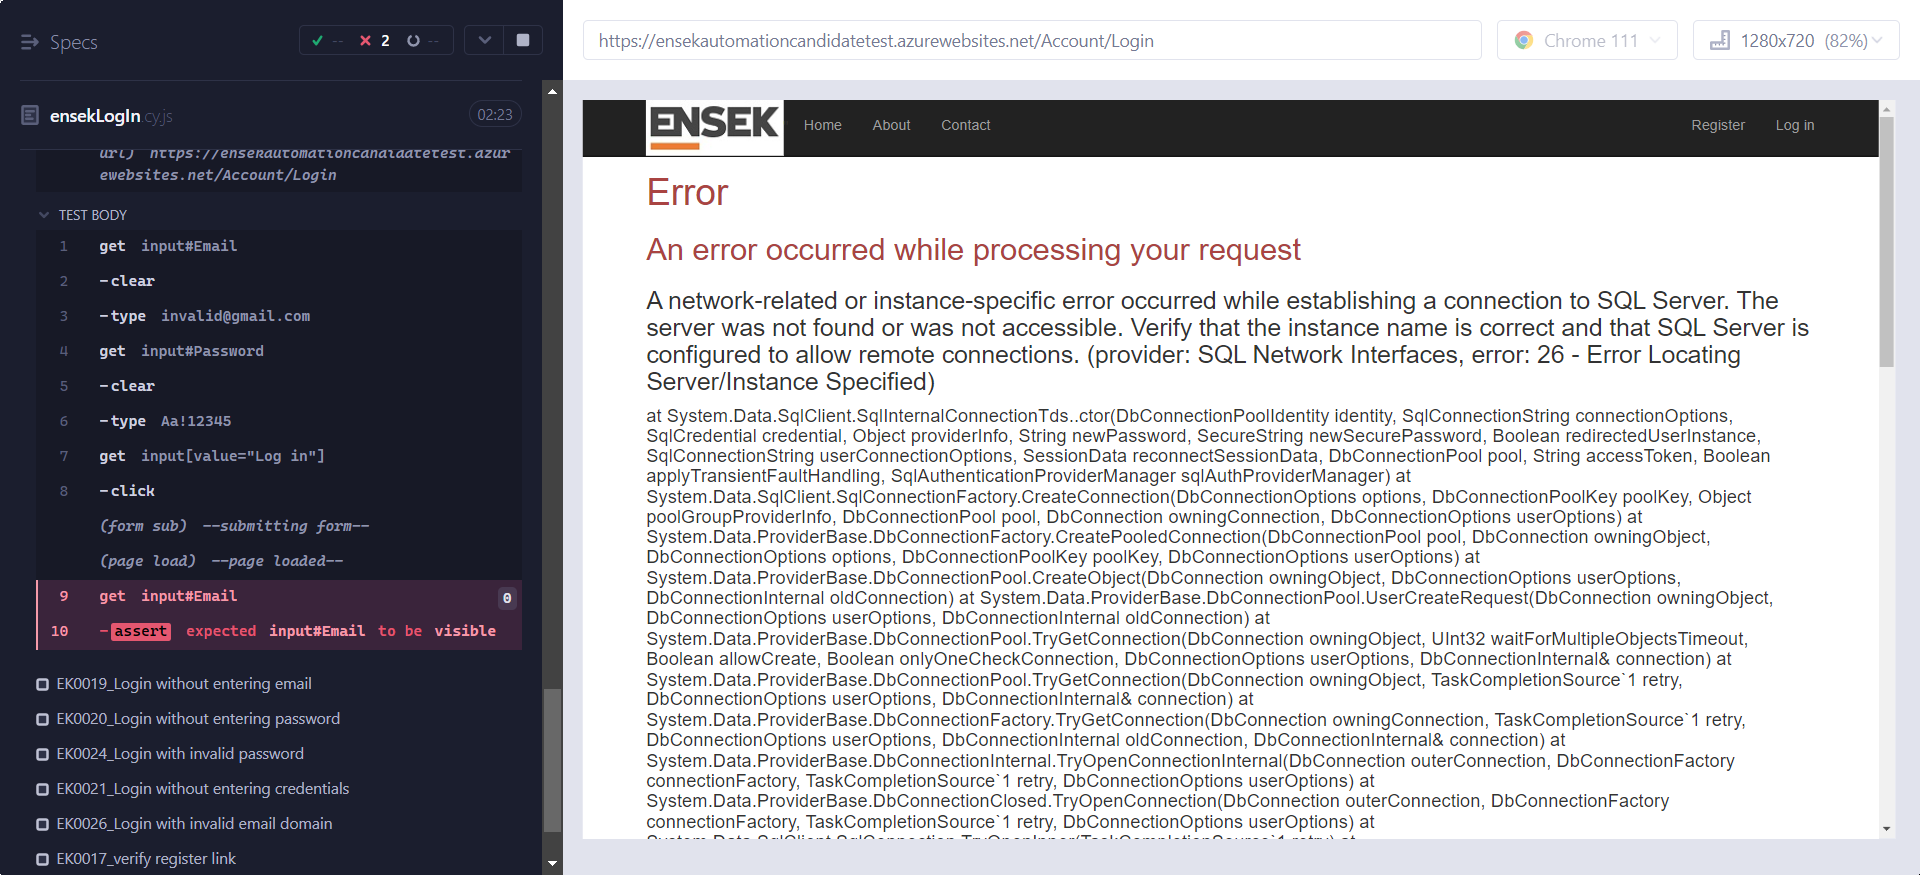 Specs
-- 2 --
ensekLogIn.cy.js
02:23
url) https://ensekautomationcandidatetest.azur
ewebsites.net/Account/Login
TEST BODY
1 get input#Email
2 -clear
3 -type invalid@gmail.com
4 get input#Password
5 -clear
6 -type Aa!12345
7 get input[value="Log in"]
8 -click
(form sub) --submitting form--
(page load) --page loaded--
9 get input#Email 0
10 -assert expected input#Email to be visible
EK0019_Login without entering email
EK0020_Login without entering password
EK0024_Login with invalid password
EK0021_Login without entering credentials
EK0026_Login with invalid email domain
EK0017_verify register link
https://ensekautomationcandidatetest.azurewebsites.net/Account/Login
Chrome 111
1280x720 (82%)
ENSEK Home About Contact Register Log in
Error
An error occurred while processing your request
A network-related or instance-specific error occurred while establishing a connection to SQL Server. The
server was not found or was not accessible. Verify that the instance name is correct and that SQL Server is
configured to allow remote connections. (provider: SQL Network Interfaces, error: 26 - Error Locating
Server/Instance Specified)
at System.Data.SqlClient.SqlInternalConnectionTds..ctor(DbConnectionPoolIdentity identity, SqlConnectionString connectionOptions,
SqlCredential credential, Object providerInfo, String newPassword, SecureString newSecurePassword, Boolean redirectedUserInstance,
SqlConnectionString userConnectionOptions, SessionData reconnectSessionData, DbConnectionPool pool, String accessToken, Boolean
applyTransientFaultHandling, SqlAuthenticationProviderManager sqlAuthProviderManager) at
System.Data.SqlClient.SqlConnectionFactory.CreateConnection(DbConnectionOptions options, DbConnectionPoolKey poolKey, Object
poolGroupProviderInfo, DbConnectionPool pool, DbConnection owningConnection, DbConnectionOptions userOptions) at
System.Data.ProviderBase.DbConnectionFactory.CreatePooledConnection(DbConnectionPool pool, DbConnection owningObject,
DbConnectionOptions options, DbConnectionPoolKey poolKey, DbConnectionOptions userOptions) at
System.Data.ProviderBase.DbConnectionPool.CreateObject(DbConnection owningObject, DbConnectionOptions userOptions,
DbConnectionInternal oldConnection) at System.Data.ProviderBase.DbConnectionPool.UserCreateRequest(DbConnection owningObject,
DbConnectionOptions userOptions, DbConnectionInternal oldConnection) at
System.Data.ProviderBase.DbConnectionPool.TryGetConnection(DbConnection owningObject, UInt32 waitForMultipleObjectsTimeout,
Boolean allowCreate, Boolean onlyOneCheckConnection, DbConnectionOptions userOptions, DbConnectionInternal& connection) at
System.Data.ProviderBase.DbConnectionPool.TryGetConnection(DbConnection owningObject, TaskCompletionSource`1 retry,
DbConnectionOptions userOptions, DbConnectionInternal& connection) at
System.Data.ProviderBase.DbConnectionFactory.TryGetConnection(DbConnection owningConnection, TaskCompletionSource`1 retry,
DbConnectionOptions userOptions, DbConnectionInternal oldConnection, DbConnectionInternal& connection) at
System.Data.ProviderBase.DbConnectionInternal.TryOpenConnectionInternal(DbConnection outerConnection, DbConnectionFactory
connectionFactory, TaskCompletionSource`1 retry, DbConnectionOptions userOptions) at
System.Data.ProviderBase.DbConnectionClosed.TryOpenConnection(DbConnection outerConnection, DbConnectionFactory
connectionFactory, TaskCompletionSource`1 retry, DbConnectionOptions userOptions) at
System.Data.SqlClient.SqlConnection.TryOpenInner(TaskCompletionSource`1 retry) at